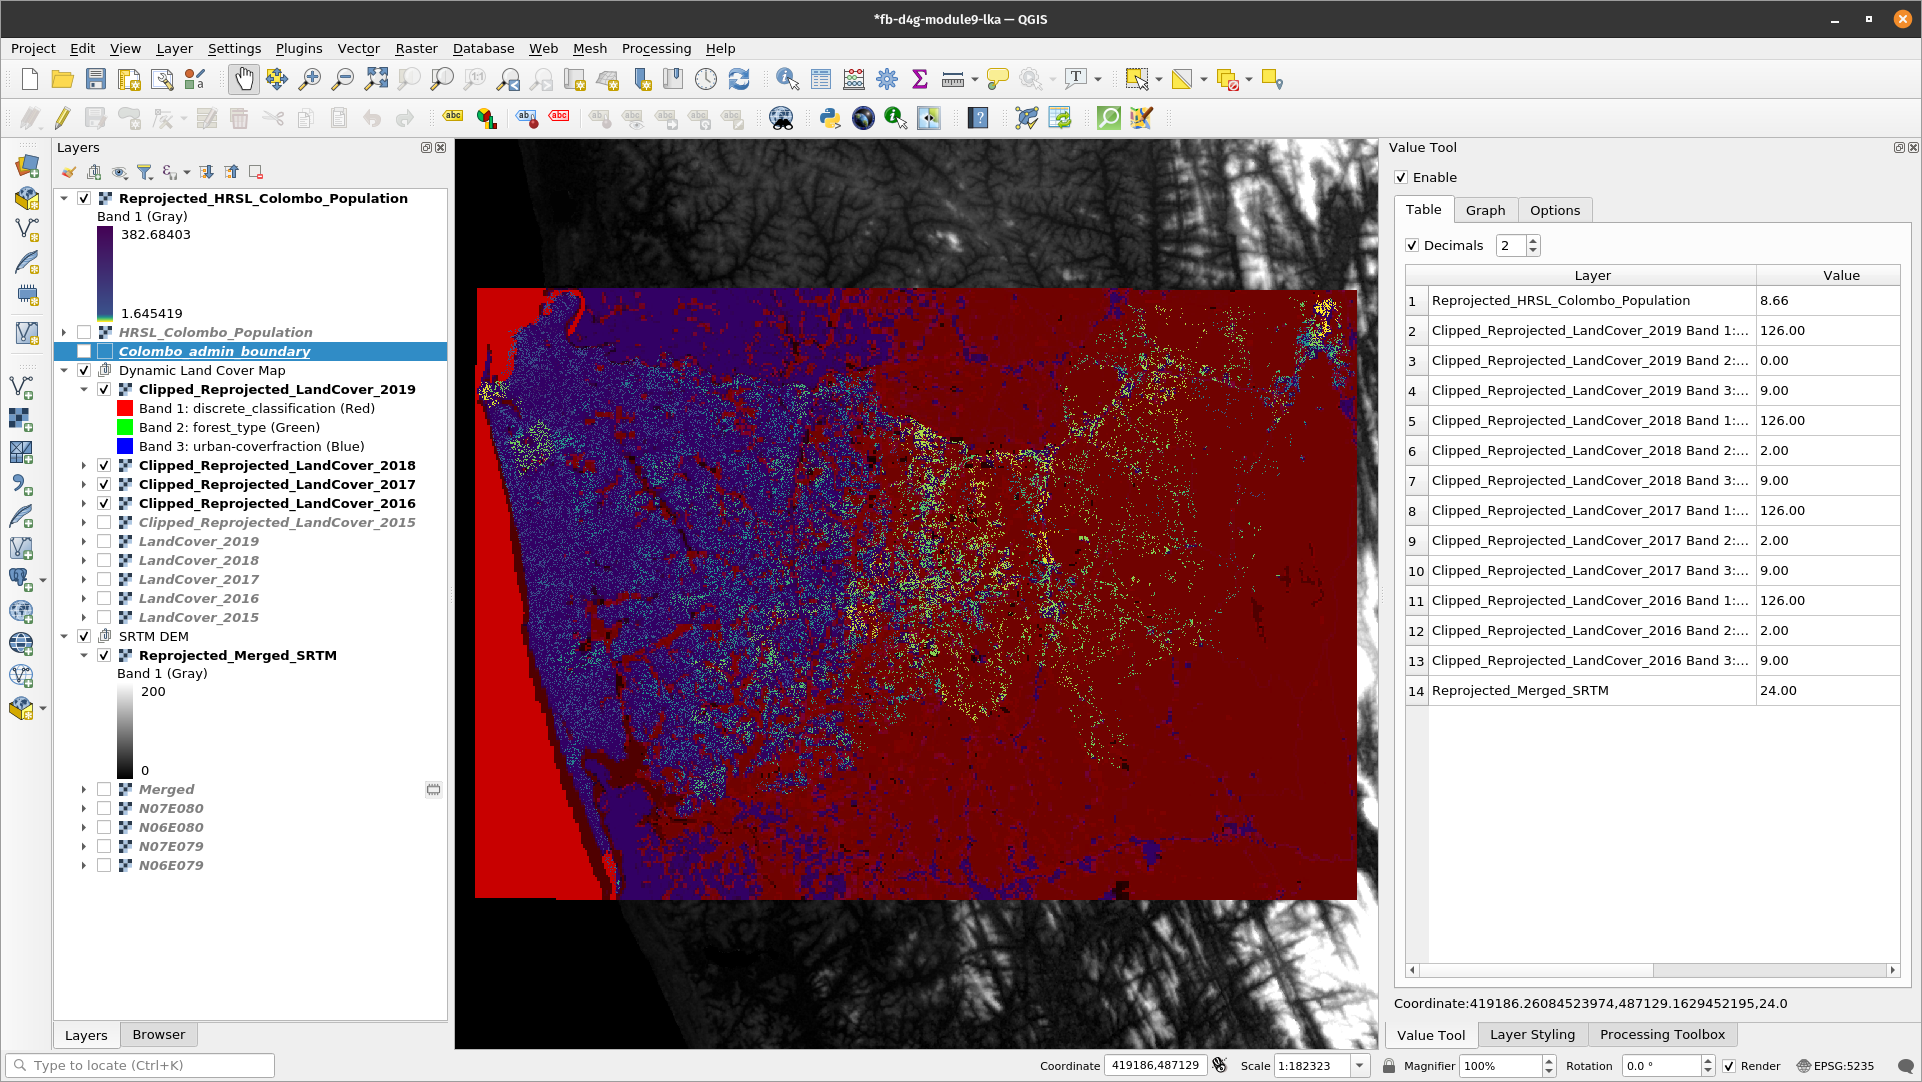 *fb-d4g-module9-lka — QGIS
Project Edit View Layer Settings Plugins Vector Raster Database Web Mesh Processing Help
Layers
Reprojected_HRSL_Colombo_Population
Band 1 (Gray)
382.68403
1.645419
HRSL_Colombo_Population
Colombo_admin_boundary
Dynamic Land Cover Map
Clipped_Reprojected_LandCover_2019
Band 1: discrete_classification (Red)
Band 2: forest_type (Green)
Band 3: urban-coverfraction (Blue)
Clipped_Reprojected_LandCover_2018
Clipped_Reprojected_LandCover_2017
Clipped_Reprojected_LandCover_2016
Clipped_Reprojected_LandCover_2015
LandCover_2019
LandCover_2018
LandCover_2017
LandCover_2016
LandCover_2015
SRTM DEM
Reprojected_Merged_SRTM
Band 1 (Gray)
200
0
Merged
N07E080
N06E080
N07E079
N06E079
Layers Browser
Value Tool
Enable
Table Graph Options
Decimals 2
Layer Value
1 Reprojected_HRSL_Colombo_Population 8.66
2 Clipped_Reprojected_LandCover_2019 Band 1:... 126.00
3 Clipped_Reprojected_LandCover_2019 Band 2:... 0.00
4 Clipped_Reprojected_LandCover_2019 Band 3:... 9.00
5 Clipped_Reprojected_LandCover_2018 Band 1:... 126.00
6 Clipped_Reprojected_LandCover_2018 Band 2:... 2.00
7 Clipped_Reprojected_LandCover_2018 Band 3:... 9.00
8 Clipped_Reprojected_LandCover_2017 Band 1:... 126.00
9 Clipped_Reprojected_LandCover_2017 Band 2:... 2.00
10 Clipped_Reprojected_LandCover_2017 Band 3:... 9.00
11 Clipped_Reprojected_LandCover_2016 Band 1:... 126.00
12 Clipped_Reprojected_LandCover_2016 Band 2:... 2.00
13 Clipped_Reprojected_LandCover_2016 Band 3:... 9.00
14 Reprojected_Merged_SRTM 24.00
Coordinate:419186.26084523974,487129.1629452195,24.0
Value Tool Layer Styling Processing Toolbox
Type to locate (Ctrl+K) Coordinate 419186,487129 Scale 1:182323 Magnifier 100% Rotation 0.0 ° Render EPSG:5235